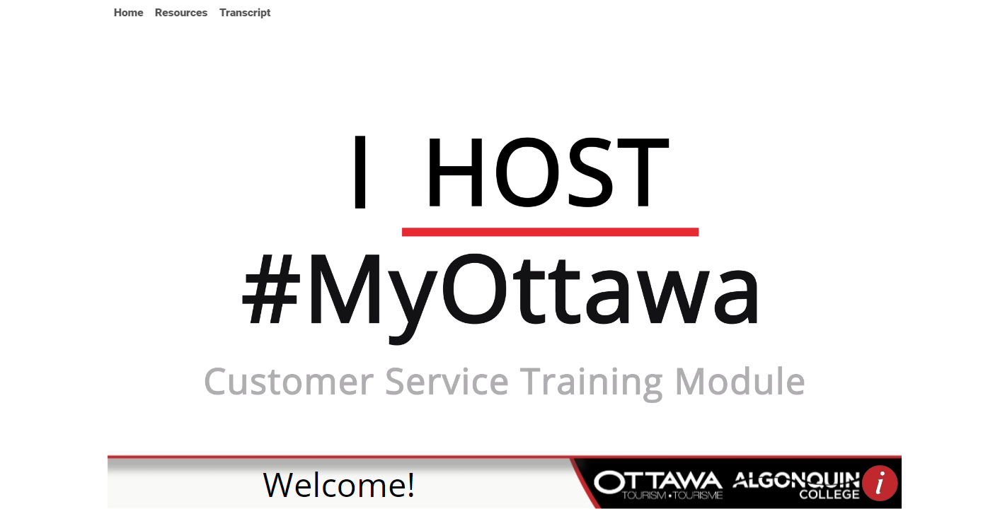 Home Resources Transcript
I HOST
#MyOttawa
Customer Service Training Module
Welcome!
OTTAWA
TOURISM • TOURISME
ALGONQUIN
COLLEGE
i